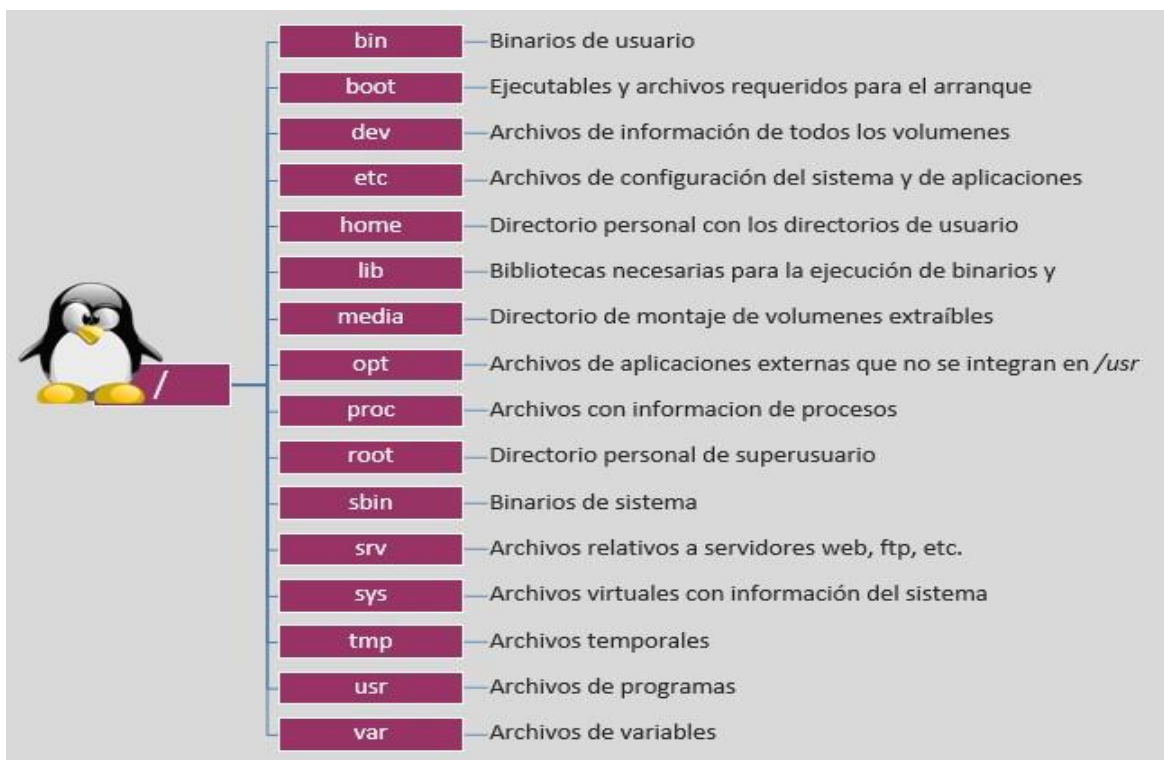 /
bin Binarios de usuario
boot Ejecutables y archivos requeridos para el arranque
dev Archivos de información de todos los volumenes
etc Archivos de configuración del sistema y de aplicaciones
home Directorio personal con los directorios de usuario
lib Bibliotecas necesarias para la ejecución de binarios y
media Directorio de montaje de volumenes extraíbles
opt Archivos de aplicaciones externas que no se integran en /usr
proc Archivos con informacion de procesos
root Directorio personal de superusuario
sbin Binarios de sistema
srv Archivos relativos a servidores web, ftp, etc.
sys Archivos virtuales con información del sistema
tmp Archivos temporales
usr Archivos de programas
var Archivos de variables